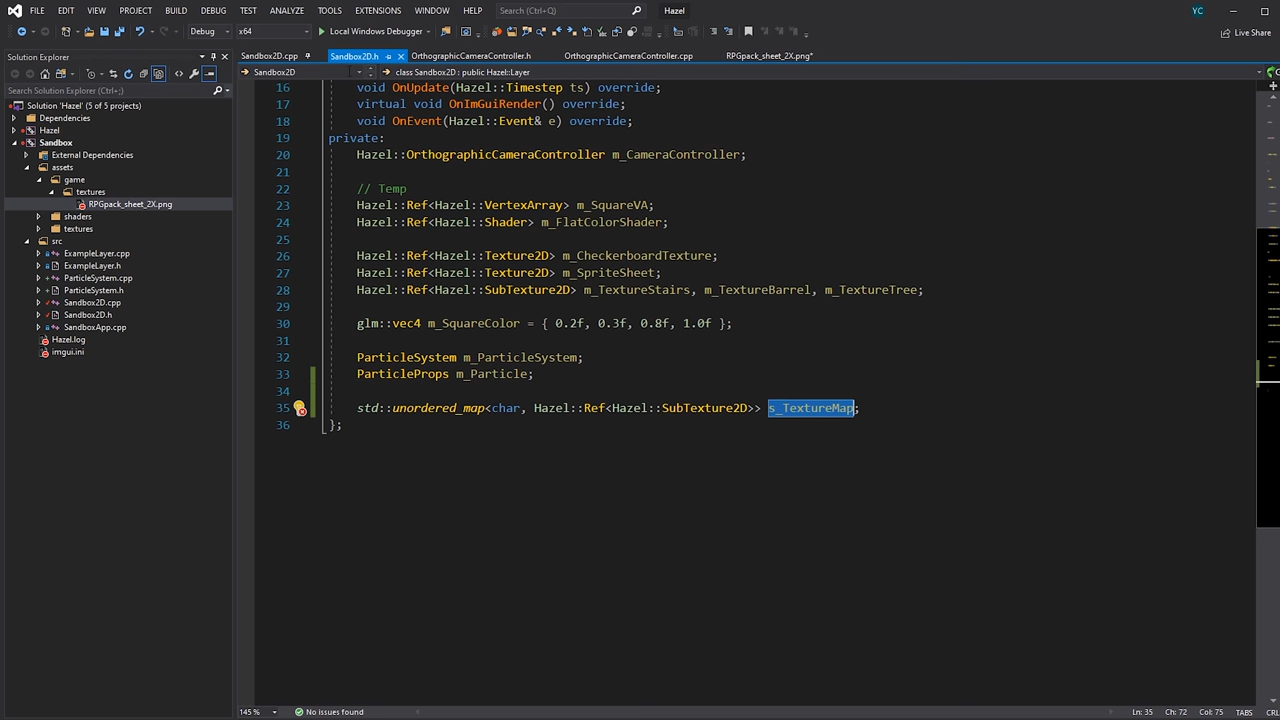 FILE EDIT VIEW GIT PROJECT BUILD DEBUG TEST ANALYZE TOOLS EXTENSIONS WINDOW HELP Search (Ctrl+Q) Hazel YC
Debug x64 Local Windows Debugger Live Share
Solution Explorer
Sandbox2D.cpp Sandbox2D.h OrthographicCameraController.h OrthographicCameraController.cpp RPGpack_sheet_2X.png*
Sandbox2D class Sandbox2D : public Hazel::Layer
Search Solution Explorer (Ctrl+;)
Solution 'Hazel' (5 of 5 projects)
Dependencies
Hazel
Sandbox
External Dependencies
assets
game
textures
RPGpack_sheet_2X.png
shaders
textures
src
ExampleLayer.cpp
ExampleLayer.h
ParticleSystem.cpp
ParticleSystem.h
Sandbox2D.cpp
Sandbox2D.h
SandboxApp.cpp
Hazel.log
imgui.ini
16 void OnUpdate(Hazel::Timestep ts) override;
17 virtual void OnImGuiRender() override;
18 void OnEvent(Hazel::Event& e) override;
19 private:
20 Hazel::OrthographicCameraController m_CameraController;
21
22 // Temp
23 Hazel::Ref<Hazel::VertexArray> m_SquareVA;
24 Hazel::Ref<Hazel::Shader> m_FlatColorShader;
25
26 Hazel::Ref<Hazel::Texture2D> m_CheckerboardTexture;
27 Hazel::Ref<Hazel::Texture2D> m_SpriteSheet;
28 Hazel::Ref<Hazel::SubTexture2D> m_TextureStairs, m_TextureBarrel, m_TextureTree;
29
30 glm::vec4 m_SquareColor = { 0.2f, 0.3f, 0.8f, 1.0f };
31
32 ParticleSystem m_ParticleSystem;
33 ParticleProps m_Particle;
34
35 std::unordered_map<char, Hazel::Ref<Hazel::SubTexture2D>> s_TextureMap;
36 };
145 % No issues found Ln: 35 Ch: 72 Col: 75 TABS CRL